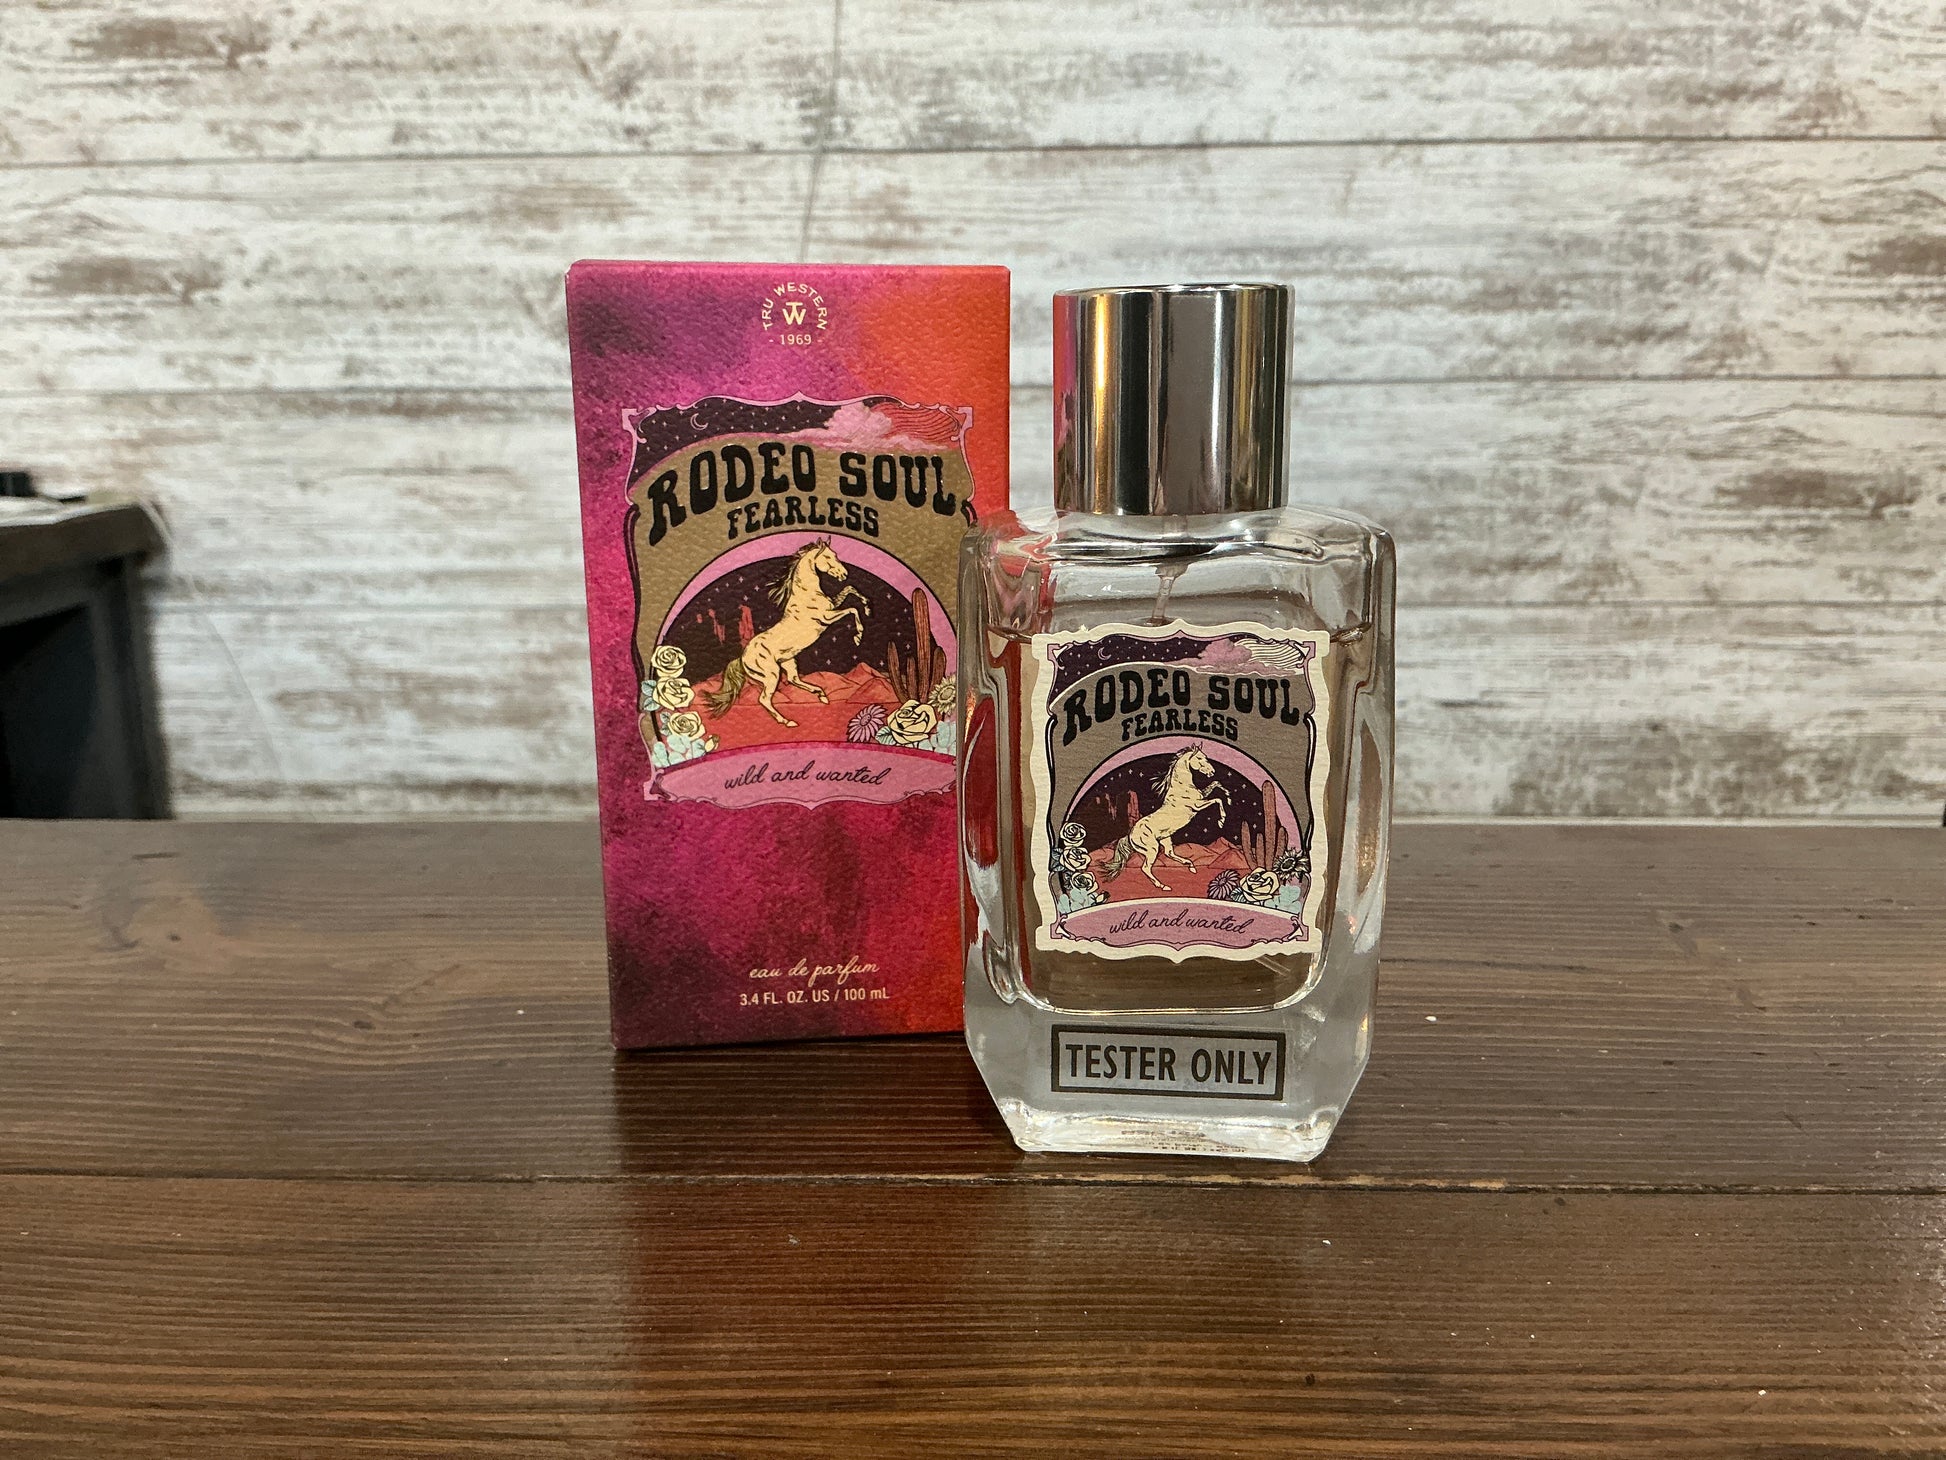 TRU WESTERN
TW
- 1969 -
RODEO SOUL
FEARLESS
wild and wanted
eau de parfum
3.4 FL. OZ. US / 100 mL
RODEO SOUL
FEARLESS
wild and wanted
TESTER ONLY